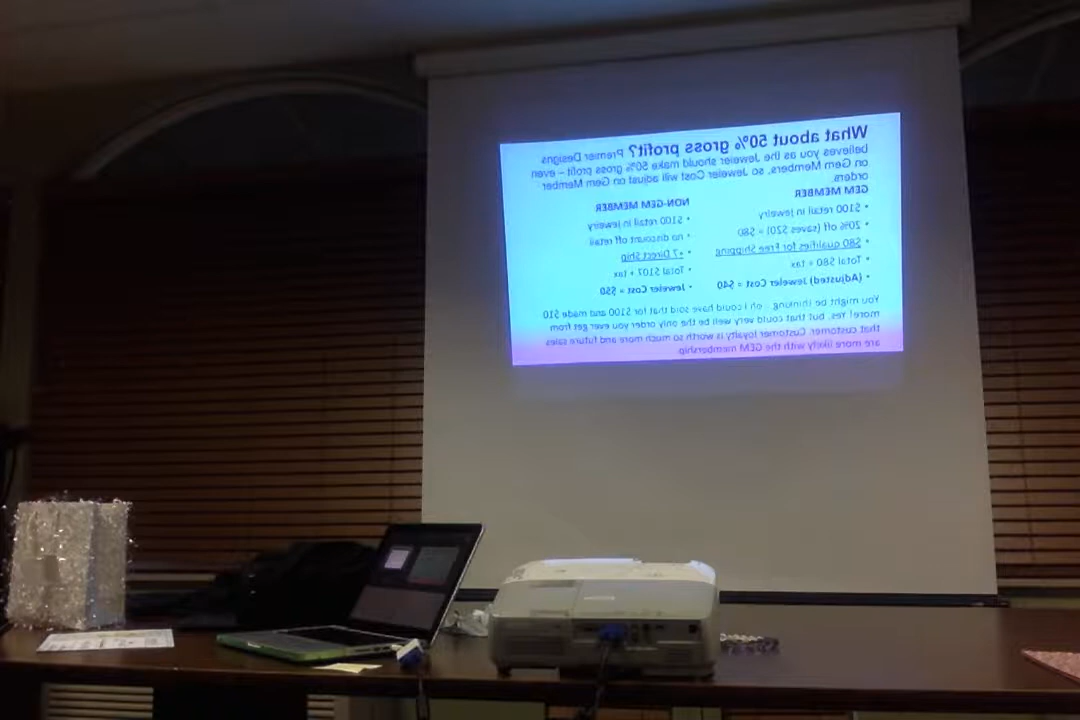 What about 50% gross profit? Premier Designs
believes you as the Jeweler should make 50% gross profit – even
on Gem Members, so Jeweler Cost will adjust on Gem Member
orders.
GEM MEMBER
• $100 retail in jewelry
• 20% off (saves $20) = $80
• $80 qualifies for Free Shipping
• Total $80 + tax
• (Adjusted) Jeweler Cost = $40
NON-GEM MEMBER
• $100 retail in jewelry
• no discount off retail
• +7 Direct Ship
• Total $107 + tax
• Jeweler Cost = $50
You might be thinking - oh I could have sold that for $100 and made $10
more! Yes, but that could very well be the only order you ever get from
that customer. Customer loyalty is worth so much more and future sales
are more likely with the GEM membership.